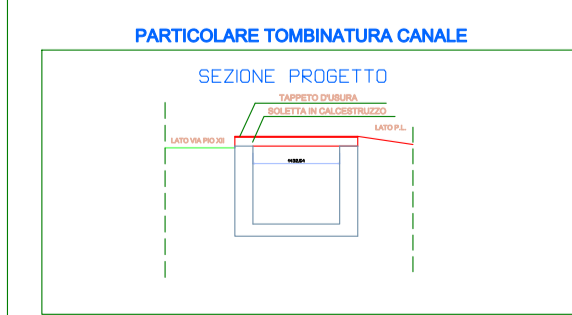 PARTICOLARE TOMBINATURA CANALE
SEZIONE PROGETTO
TAPPETO D'USURA
SOLETTA IN CALCESTRUZZO
LATO VIA PIO XII
LATO P.L.